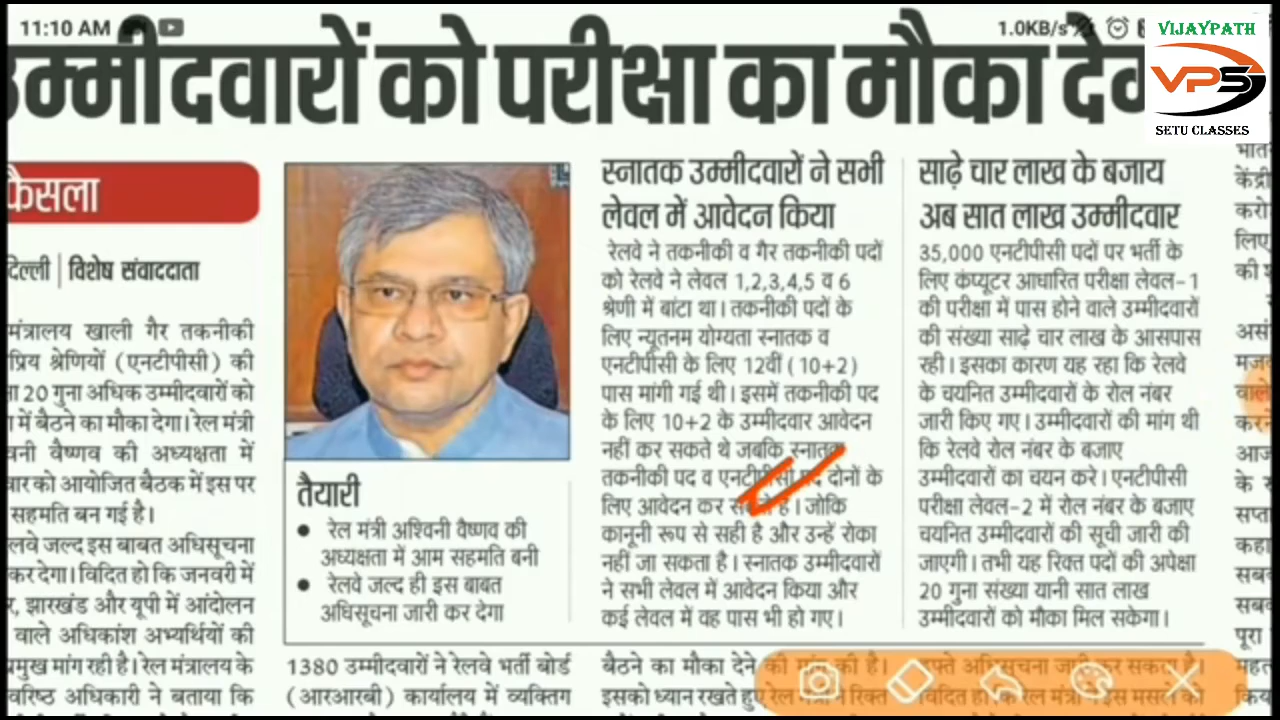 11:10 AM
1.0KB/s
VIJAYPATH
VPS
SETU CLASSES
उम्मीदवारों को परीक्षा का मौका
फैसला
दिल्ली | विशेष संवाददाता
मंत्रालय खाली गैर तकनीकी
प्रिय श्रेणियों (एनटीपीसी) की
20 गुना अधिक उम्मीदवारों को
में बैठने का मौका देगा। रेल मंत्री
वैष्णव की अध्यक्षता में
को आयोजित बैठक में इस पर
सहमति बन गई है।
जल्द इस बाबत अधिसूचना
कर देगा। विदित हो कि जनवरी में
झारखंड और यूपी में आंदोलन
वाले अधिकांश अभ्यर्थियों की
मांग रही है। रेल मंत्रालय के
वरिष्ठ अधिकारी ने बताया कि
तैयारी
● रेल मंत्री अश्विनी वैष्णव की
अध्यक्षता में आम सहमति बनी
● रेलवे जल्द ही इस बाबत
अधिसूचना जारी कर देगा
1380 उम्मीदवारों ने रेलवे भर्ती बोर्ड
(आरआरबी) कार्यालय में व्यक्तिग
स्नातक उम्मीदवारों ने सभी
लेवल में आवेदन किया
रेलवे ने तकनीकी व गैर तकनीकी पदों
को रेलवे ने लेवल 1,2,3,4,5 व 6
श्रेणी में बांटा था। तकनीकी पदों के
लिए न्यूतनम योग्यता स्नातक व
एनटीपीसी के लिए 12वीं (10+2)
पास मांगी गई थी। इसमें तकनीकी पद
के लिए 10+2 के उम्मीदवार आवेदन
नहीं कर सकते थे जबकि स्नातक
तकनीकी पद व एनटीपीसी पद दोनों के
लिए आवेदन कर सकते हैं। जोकि
कानूनी रूप से सही है और उन्हें रोका
नहीं जा सकता है। स्नातक उम्मीदवारों
ने सभी लेवल में आवेदन किया और
कई लेवल में वह पास भी हो गए।
बैठने का मौका देने की मांग की है।
इसको ध्यान रखते हुए रेल मंत्री रिक्त
साढ़े चार लाख के बजाय
अब सात लाख उम्मीदवार
35,000 एनटीपीसी पदों पर भर्ती के
लिए कंप्यूटर आधारित परीक्षा लेवल-1
की परीक्षा में पास होने वाले उम्मीदवारों
की संख्या साढ़े चार लाख के आसपास
रही। इसका कारण यह रहा कि रेलवे
के चयनित उम्मीदवारों के रोल नंबर
जारी किए गए। उम्मीदवारों की मांग थी
कि रेलवे रोल नंबर के बजाए
उम्मीदवारों का चयन करे। एनटीपीसी
परीक्षा लेवल-2 में रोल नंबर के बजाए
चयनित उम्मीदवारों की सूची जारी की
जाएगी। तभी यह रिक्त पदों की अपेक्षा
20 गुना संख्या यानी सात लाख
उम्मीदवारों को मौका मिल सकेगा।
हफ्ते अधिसूचना जारी कर सकता है।
विदित हो कि रेल मंत्री इस मसले को